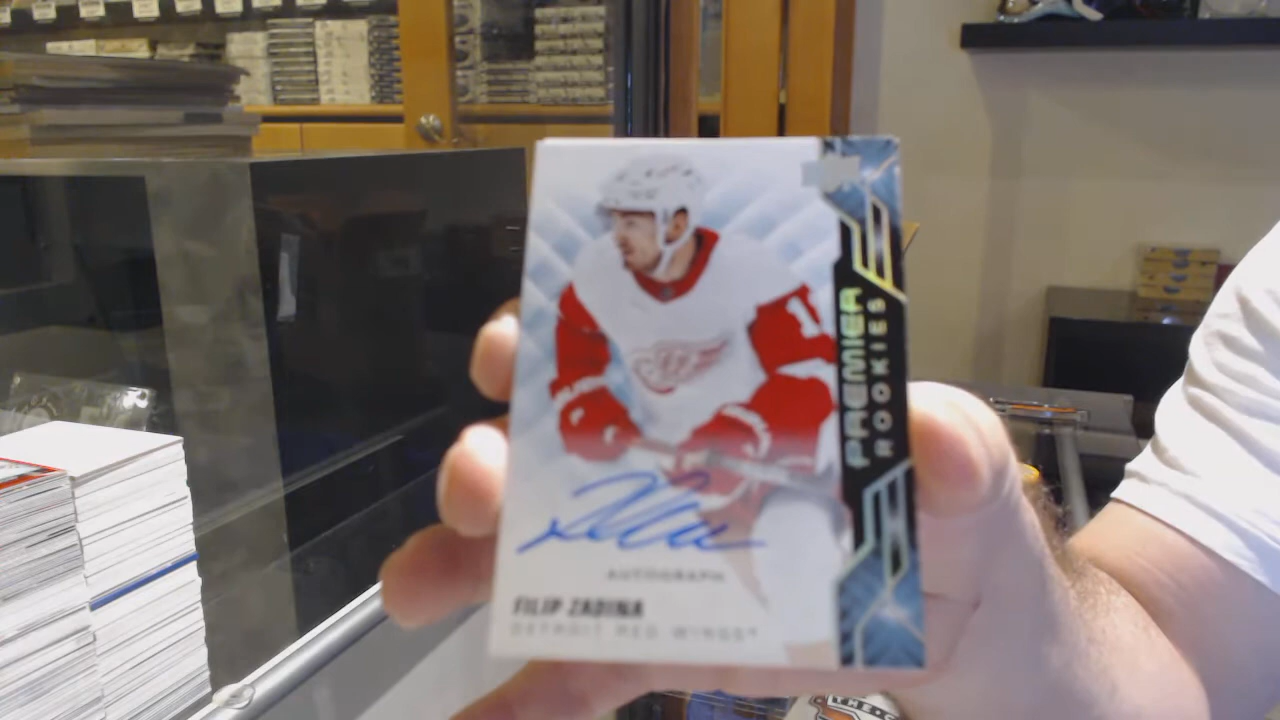 PREMIER
ROOKIES
AUTOGRAPH
FILIP ZADINA
DETROIT RED WINGS